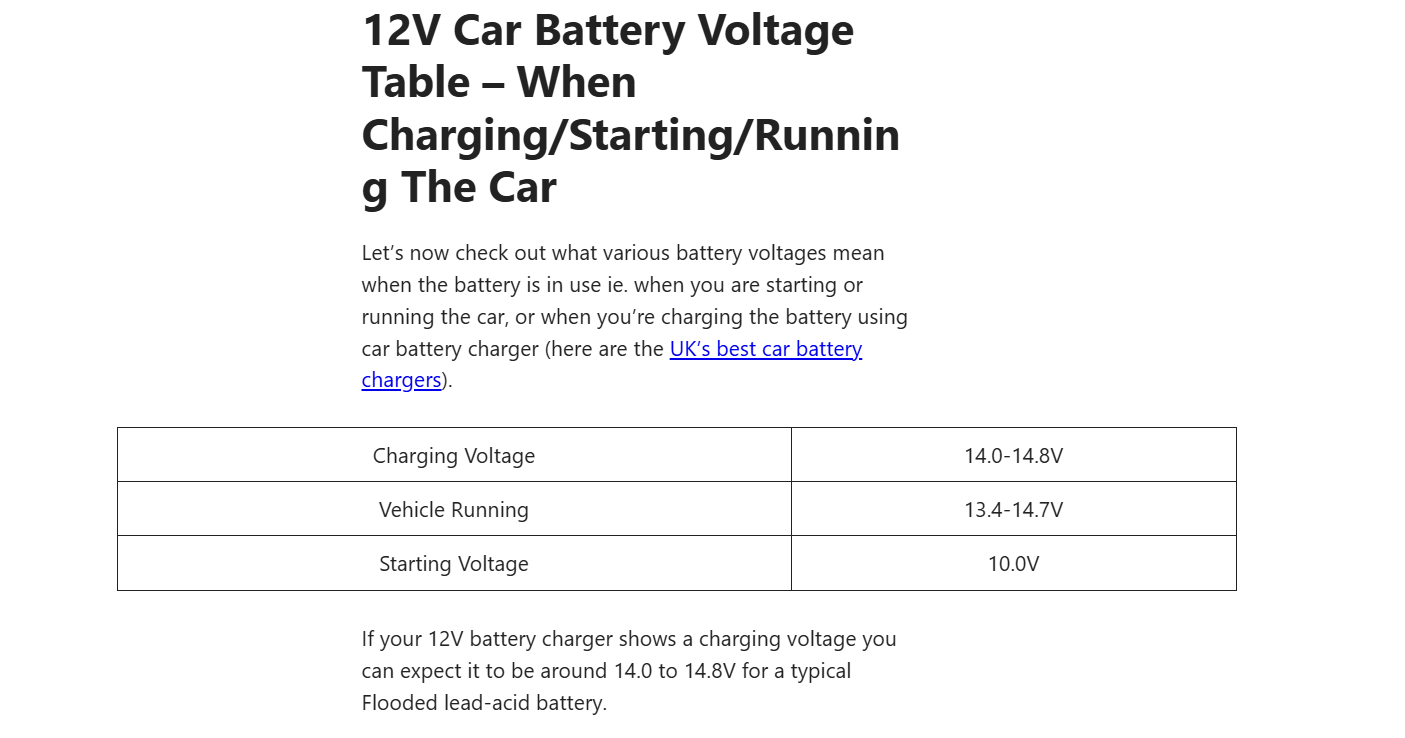 12V Car Battery Voltage
Table – When
Charging/Starting/Runnin
g The Car
Let’s now check out what various battery voltages mean
when the battery is in use ie. when you are starting or
running the car, or when you’re charging the battery using
car battery charger (here are the UK’s best car battery
chargers).
Charging Voltage 14.0-14.8V
Vehicle Running 13.4-14.7V
Starting Voltage 10.0V
If your 12V battery charger shows a charging voltage you
can expect it to be around 14.0 to 14.8V for a typical
Flooded lead-acid battery.